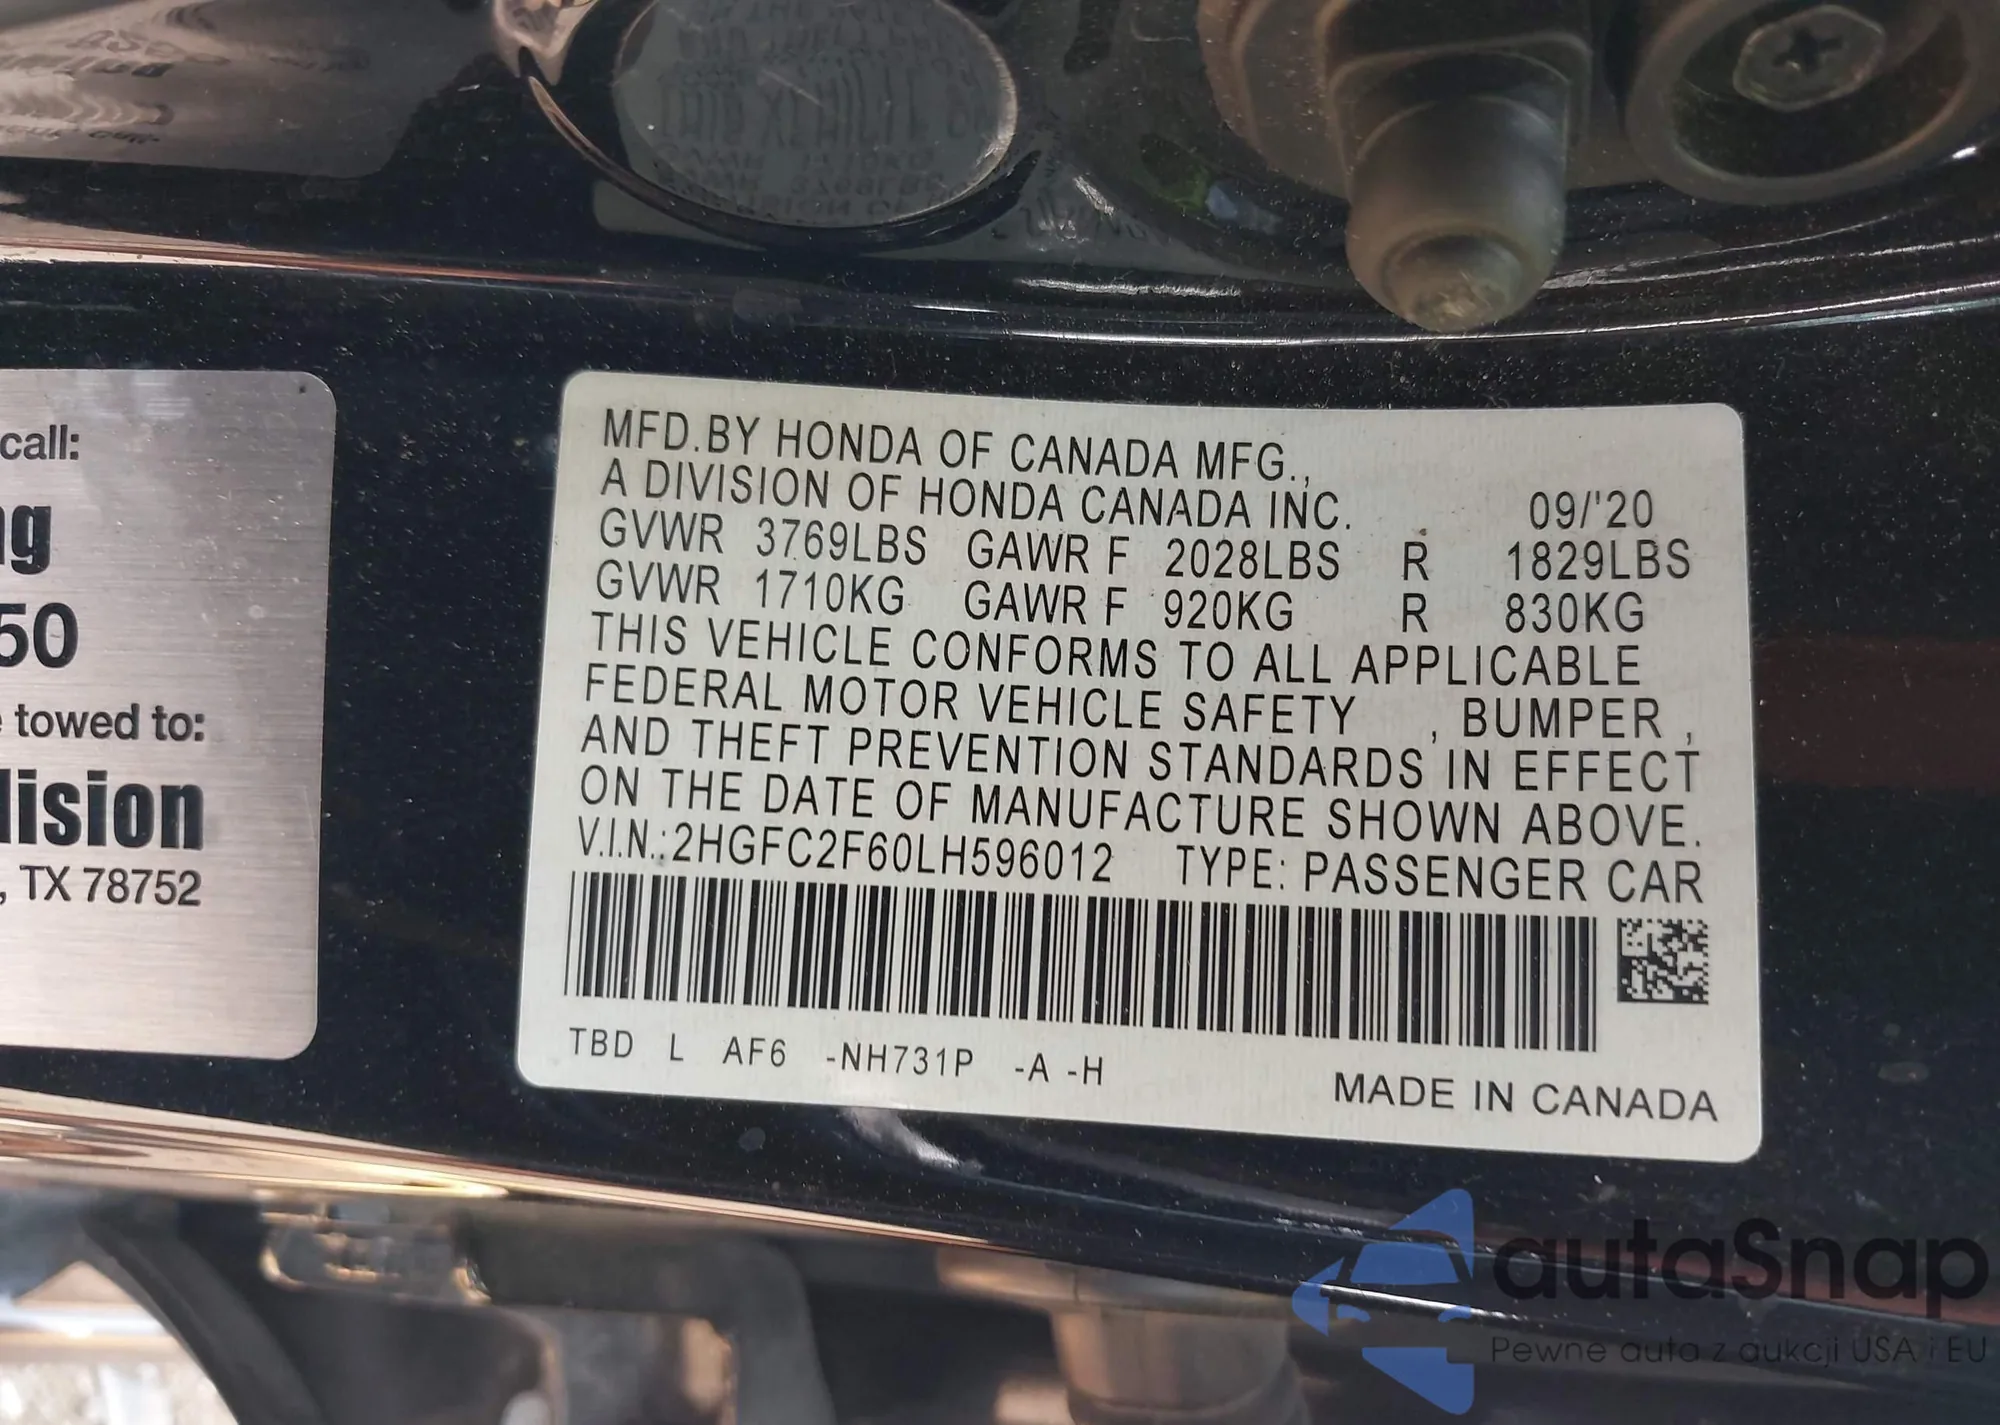 call:
ng
50
towed to:
lision
, TX 78752
MFD.BY HONDA OF CANADA MFG.,
A DIVISION OF HONDA CANADA INC. 09/'20
GVWR 3769LBS GAWR F 2028LBS R 1829LBS
GVWR 1710KG GAWR F 920KG R 830KG
THIS VEHICLE CONFORMS TO ALL APPLICABLE
FEDERAL MOTOR VEHICLE SAFETY , BUMPER ,
AND THEFT PREVENTION STANDARDS IN EFFECT
ON THE DATE OF MANUFACTURE SHOWN ABOVE.
V.I.N.:2HGFC2F60LH596012 TYPE: PASSENGER CAR
TBD L AF6 -NH731P -A -H
MADE IN CANADA
autaSnap
Pewne auta z aukcji USA i EU